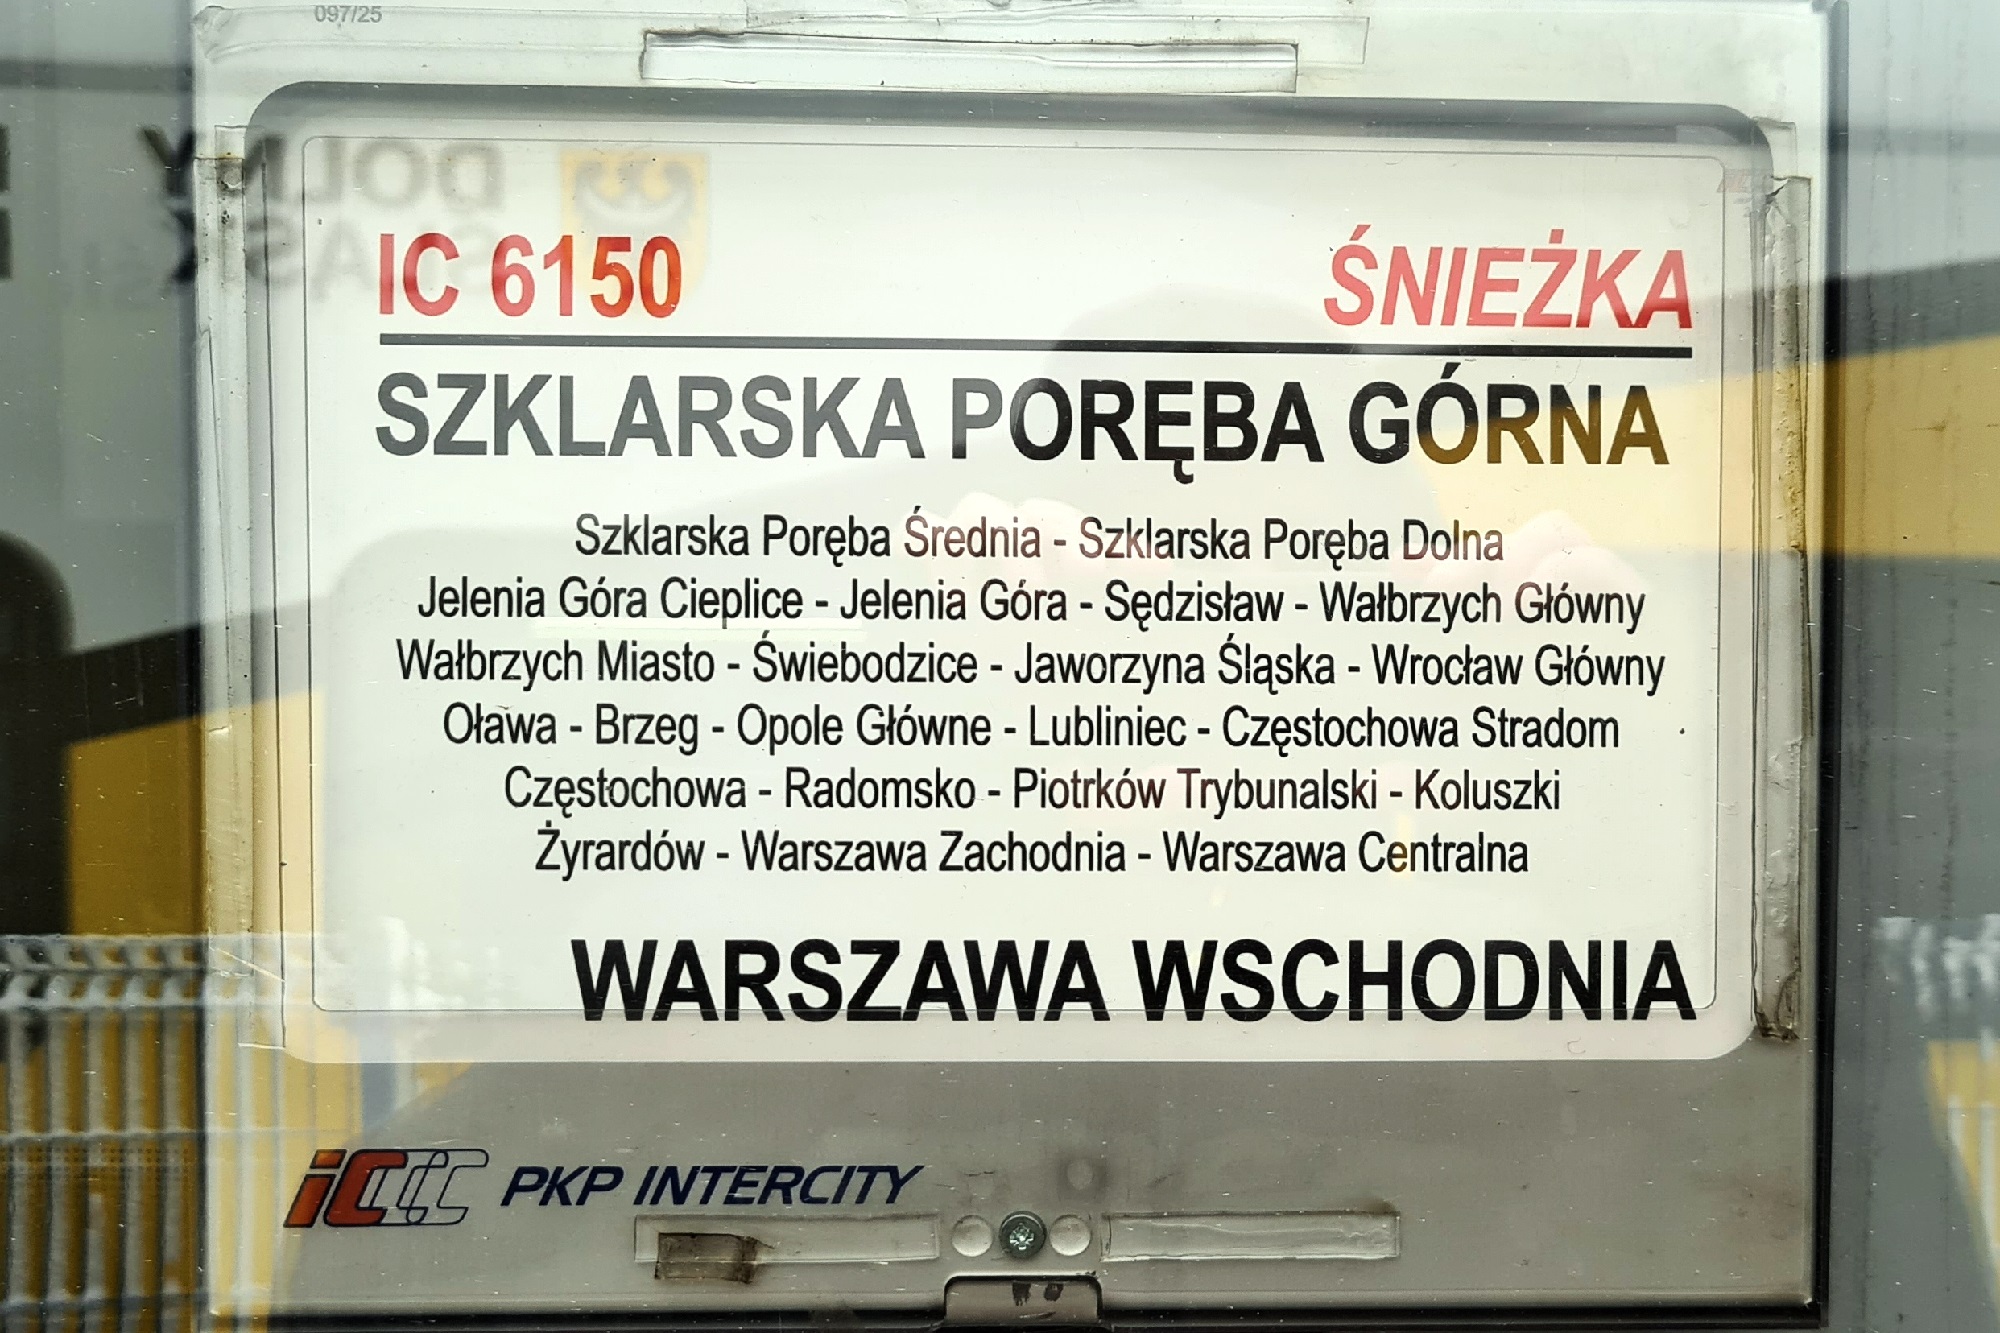 097/25
DOLNY
IC 6150 ŚNIEŻKA
SZKLARSKA PORĘBA GÓRNA
Szklarska Poręba Średnia - Szklarska Poręba Dolna
Jelenia Góra Cieplice - Jelenia Góra - Sędzisław - Wałbrzych Główny
Wałbrzych Miasto - Świebodzice - Jaworzyna Śląska - Wrocław Główny
Oława - Brzeg - Opole Główne - Lubliniec - Częstochowa Stradom
Częstochowa - Radomsko - Piotrków Trybunalski - Koluszki
Żyrardów - Warszawa Zachodnia - Warszawa Centralna
WARSZAWA WSCHODNIA
IC PKP INTERCITY